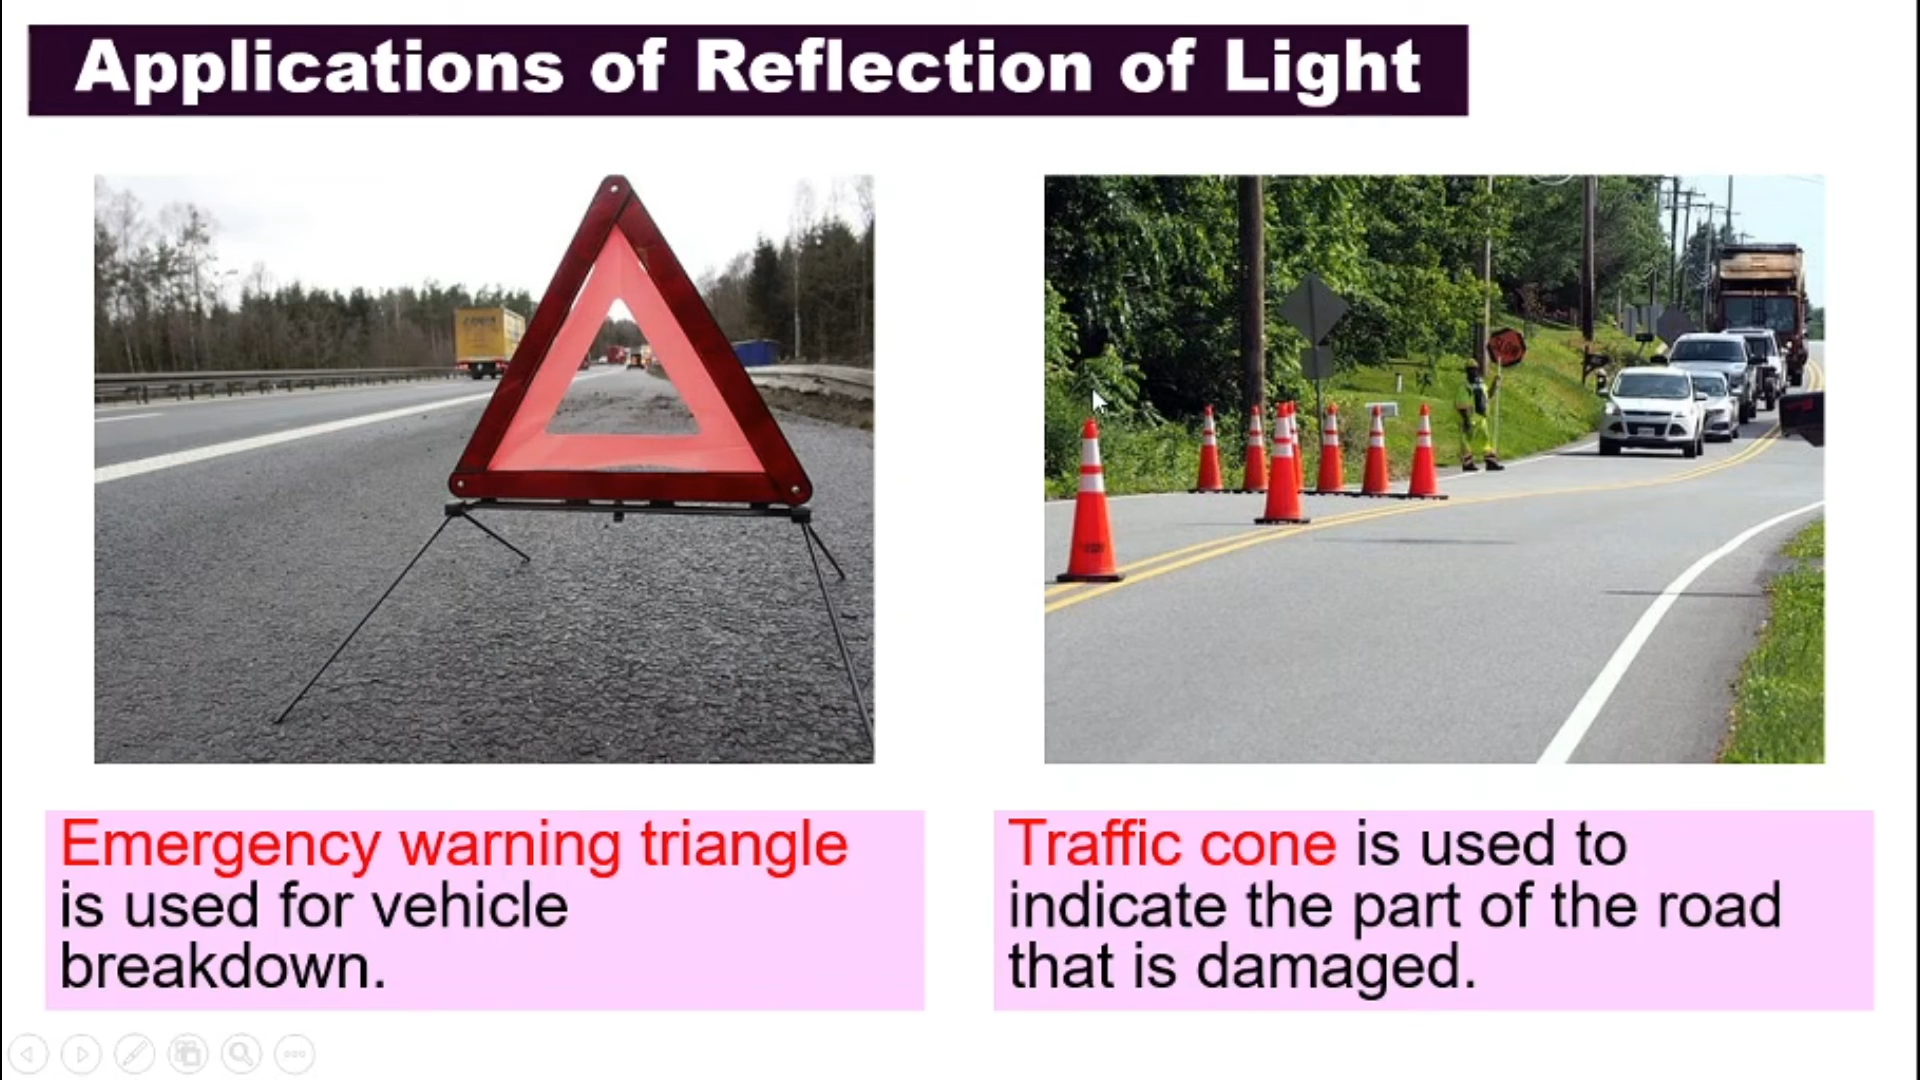 Applications of Reflection of Light
Emergency warning triangle
is used for vehicle
breakdown.
Traffic cone is used to
indicate the part of the road
that is damaged.